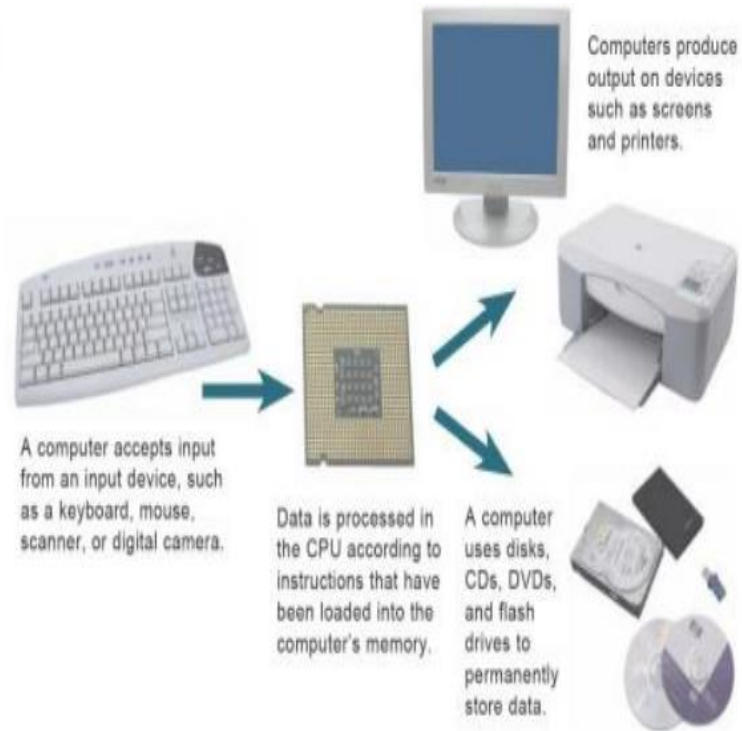 Computers produce
output on devices
such as screens
and printers.
A computer accepts input
from an input device, such
as a keyboard, mouse,
scanner, or digital camera.
Data is processed in
the CPU according to
instructions that have
been loaded into the
computer's memory.
A computer
uses disks,
CDs, DVDs,
and flash
drives to
permanently
store data.